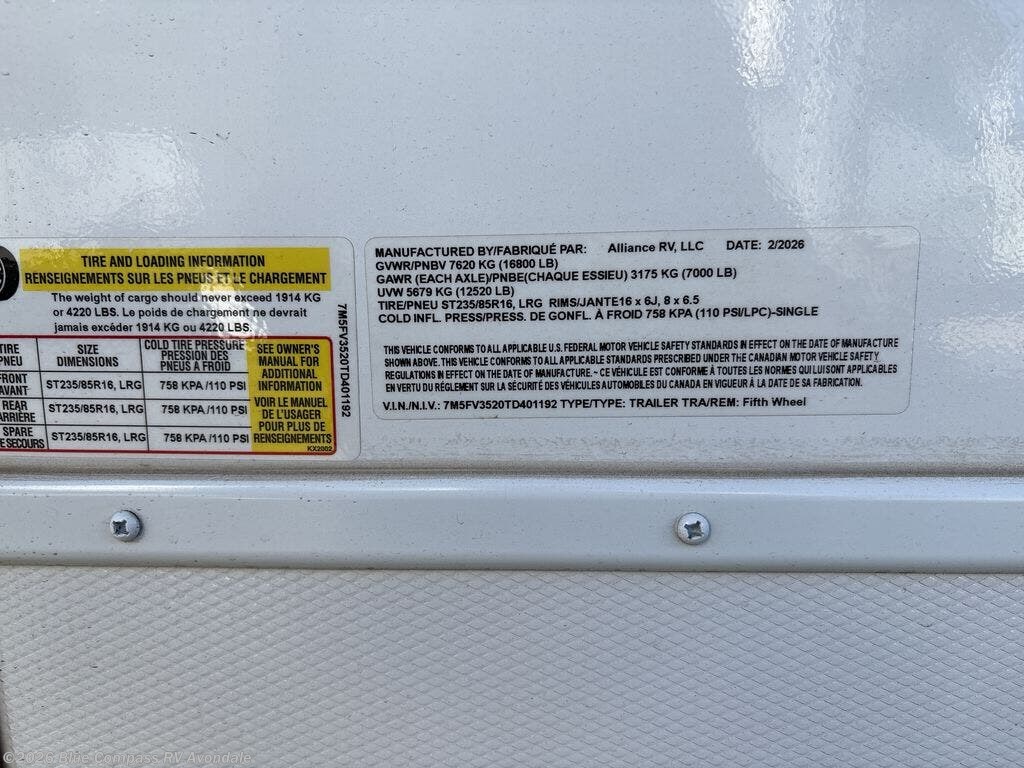 TIRE AND LOADING INFORMATION
RENSEIGNEMENTS SUR LES PNEUS ET LE CHARGEMENT
The weight of cargo should never exceed 1914 KG
or 4220 LBS. Le poids de chargement ne devrait
jamais excéder 1914 KG ou 4220 LBS.
TIRE PNEU
SIZE DIMENSIONS
COLD TIRE PRESSURE
PRESSION DES PNEUS A FROID
SEE OWNER'S
MANUAL FOR
ADDITIONAL
INFORMATION
VOIR LE MANUEL
DE L'USAGER
POUR PLUS DE
RENSEIGNEMENTS
KX2002
FRONT AVANT ST235/85R16, LRG 758 KPA /110 PSI
REAR ARRIÈRE ST235/85R16, LRG 758 KPA /110 PSI
SPARE DE SECOURS ST235/85R16, LRG 758 KPA /110 PSI
7M5FV3520TD401192
MANUFACTURED BY/FABRIQUÉ PAR: Alliance RV, LLC DATE: 2/2026
GVWR/PNBV 7620 KG (16800 LB)
GAWR (EACH AXLE)/PNBE(CHAQUE ESSIEU) 3175 KG (7000 LB)
UVW 5679 KG (12520 LB)
TIRE/PNEU ST235/85R16, LRG RIMS/JANTE16 x 6J, 8 x 6.5
COLD INFL. PRESS/PRESS. DE GONFL. À FROID 758 KPA (110 PSI/LPC)-SINGLE
THIS VEHICLE CONFORMS TO ALL APPLICABLE U.S. FEDERAL MOTOR VEHICLE SAFETY STANDARDS IN EFFECT ON THE DATE OF MANUFACTURE
SHOWN ABOVE. THIS VEHICLE CONFORMS TO ALL APPLICABLE STANDARDS PRESCRIBED UNDER THE CANADIAN MOTOR VEHICLE SAFETY
REGULATIONS IN EFFECT ON THE DATE OF MANUFACTURE. ~ CE VÉHICULE EST CONFORME À TOUTES LES NORMES QUI LUI SONT APPLICABLES
EN VERTU DU RÉGLEMENT SUR LA SÉCURITÉ DES VÉHICULES AUTOMOBILES DU CANADA EN VIGUEUR À LA DATE DE SA FABRICATION.
V.I.N./N.I.V.: 7M5FV3520TD401192 TYPE/TYPE: TRAILER TRA/REM: Fifth Wheel
©2026 Blue Compass RV Avondale